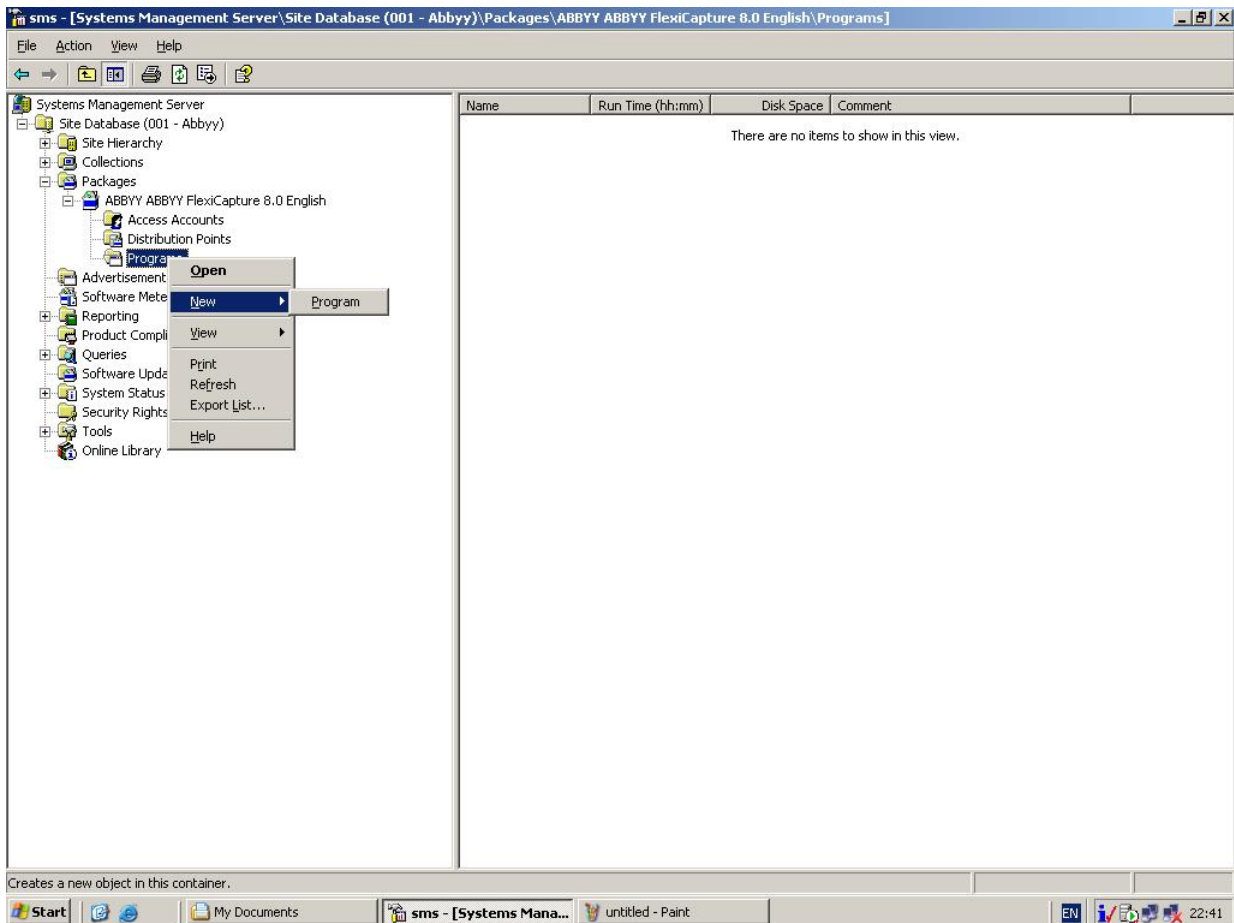 sms - [Systems Management Server\Site Database (001 - Abbyy)\Packages\ABBYY ABBYY FlexiCapture 8.0 English\Programs]
File Action View Help
Systems Management Server
Site Database (001 - Abbyy)
Site Hierarchy
Collections
Packages
ABBYY ABBYY FlexiCapture 8.0 English
Access Accounts
Distribution Points
Programs
Advertisement
Software Mete
Reporting
Product Compli
Queries
Software Upda
System Status
Security Rights
Tools
Online Library
Open
New
Program
View
Print
Refresh
Export List...
Help
Name Run Time (hh:mm) Disk Space Comment
There are no items to show in this view.
Creates a new object in this container.
Start My Documents sms - [Systems Mana... untitled - Paint EN 22:41